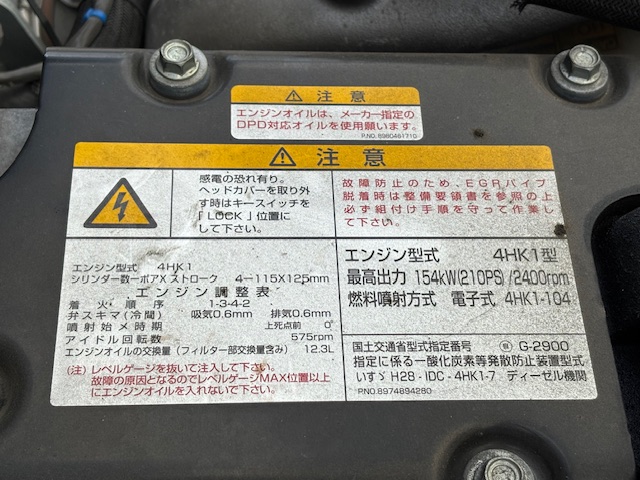 ⚠ 注意
エンジンオイルは、メーカー指定の
DPD対応オイルを使用願います。
P.NO.8980461710
⚠ 注意
感電の恐れ有り。
ヘッドカバーを取り外
す時はキースイッチを
「LOCK」位置に
して下さい。
故障防止のため、EGRパイプ
脱着時は整備要領書を参照の上
必ず組付け手順を守って作業し
て下さい。
エンジン型式 4HK1
シリンダー数ーボアX ストローク 4ー115X125mm
エンジン調整表
着火順序 1-3-4-2
弁スキマ(冷間) 吸気0.6mm 排気0.6mm
噴射始メ時期 上死点前 0°
アイドル回転数 575rpm
エンジンオイルの交換量(フィルター部交換量含み) 12.3L
(注)レベルゲージを抜いて注入して下さい。
故障の原因となるのでレベルゲージMAX位置以上
にエンジンオイルを入れないで下さい。
エンジン型式 4HK1型
最高出力 154kW(210PS)/2400rpm
燃料噴射方式 電子式 4HK1-104
国土交通省型式指定番号 G-2900
指定に係る一酸化炭素等発散防止装置型式
いすゞ H28-IDC-4HK1-7 ディーゼル機関
P.NO.8974894280